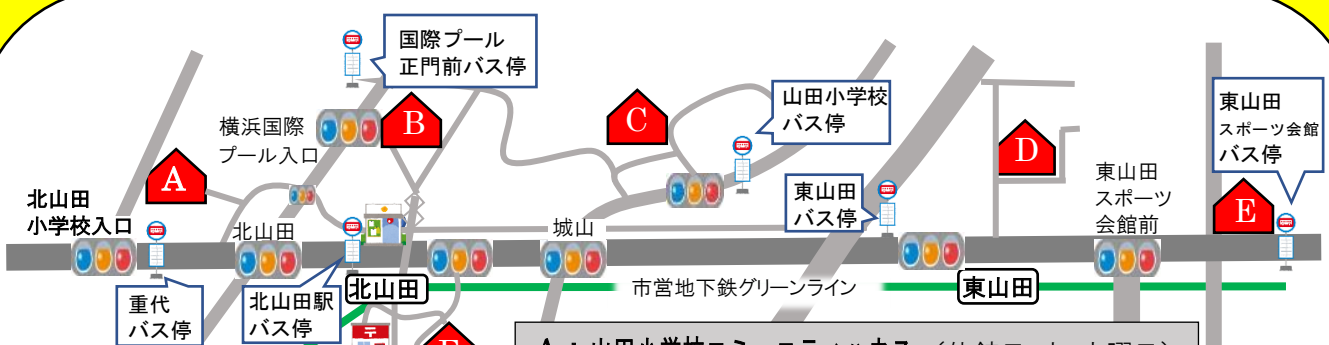 国際プール
正門前バス停
山田小学校
バス停
東山田
スポーツ会館
バス停
横浜国際
プール入口
B
C
D
A
東山田
バス停
東山田
スポーツ
会館前
E
北山田
小学校入口
北山田
城山
重代
バス停
北山田駅
バス停
北山田
市営地下鉄グリーンライン
東山田